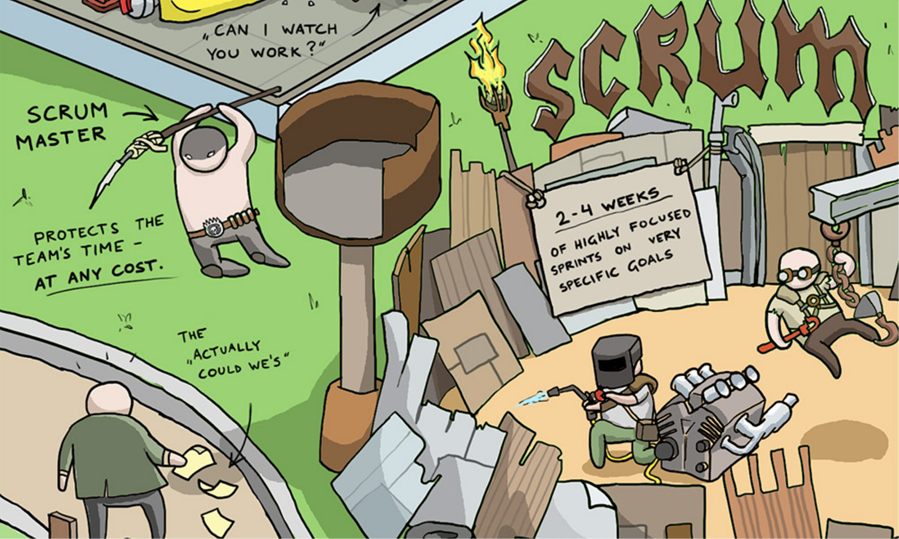 „CAN I WATCH
YOU WORK?"
SCRUM
SCRUM
MASTER
PROTECTS THE
TEAM'S TIME –
AT ANY COST.
2-4 WEEKS
OF HIGHLY FOCUSED
SPRINTS ON VERY
SPECIFIC GOALS
THE
„ACTUALLY
COULD WE'S"